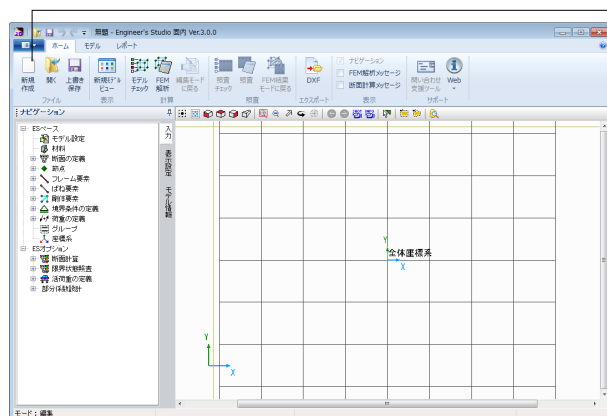 無題 - Engineer's Studio 面内 Ver.3.0.0
ホーム モデル レポート
新規作成 開く 上書き保存 新規モデルビュー モデルチェック FEM解析 編集モードに戻る 照査チェック 照査 FEM結果モードに戻る DXF ナビゲーション FEM解析メッセージ 断面計算メッセージ 問い合わせ支援ツール Web
ファイル 表示 計算 照査 エクスポート 表示 サポート
ナビゲーション
入力
表示設定
モデル情報
ESベース
モデル設定
材料
断面の定義
節点
フレーム要素
ばね要素
剛体要素
境界条件の定義
荷重の定義
グループ
座標系
ESオプション
断面計算
限界状態照査
活荷重の定義
部分係数設計
Y
全体座標系
X
Y
X
モード : 編集